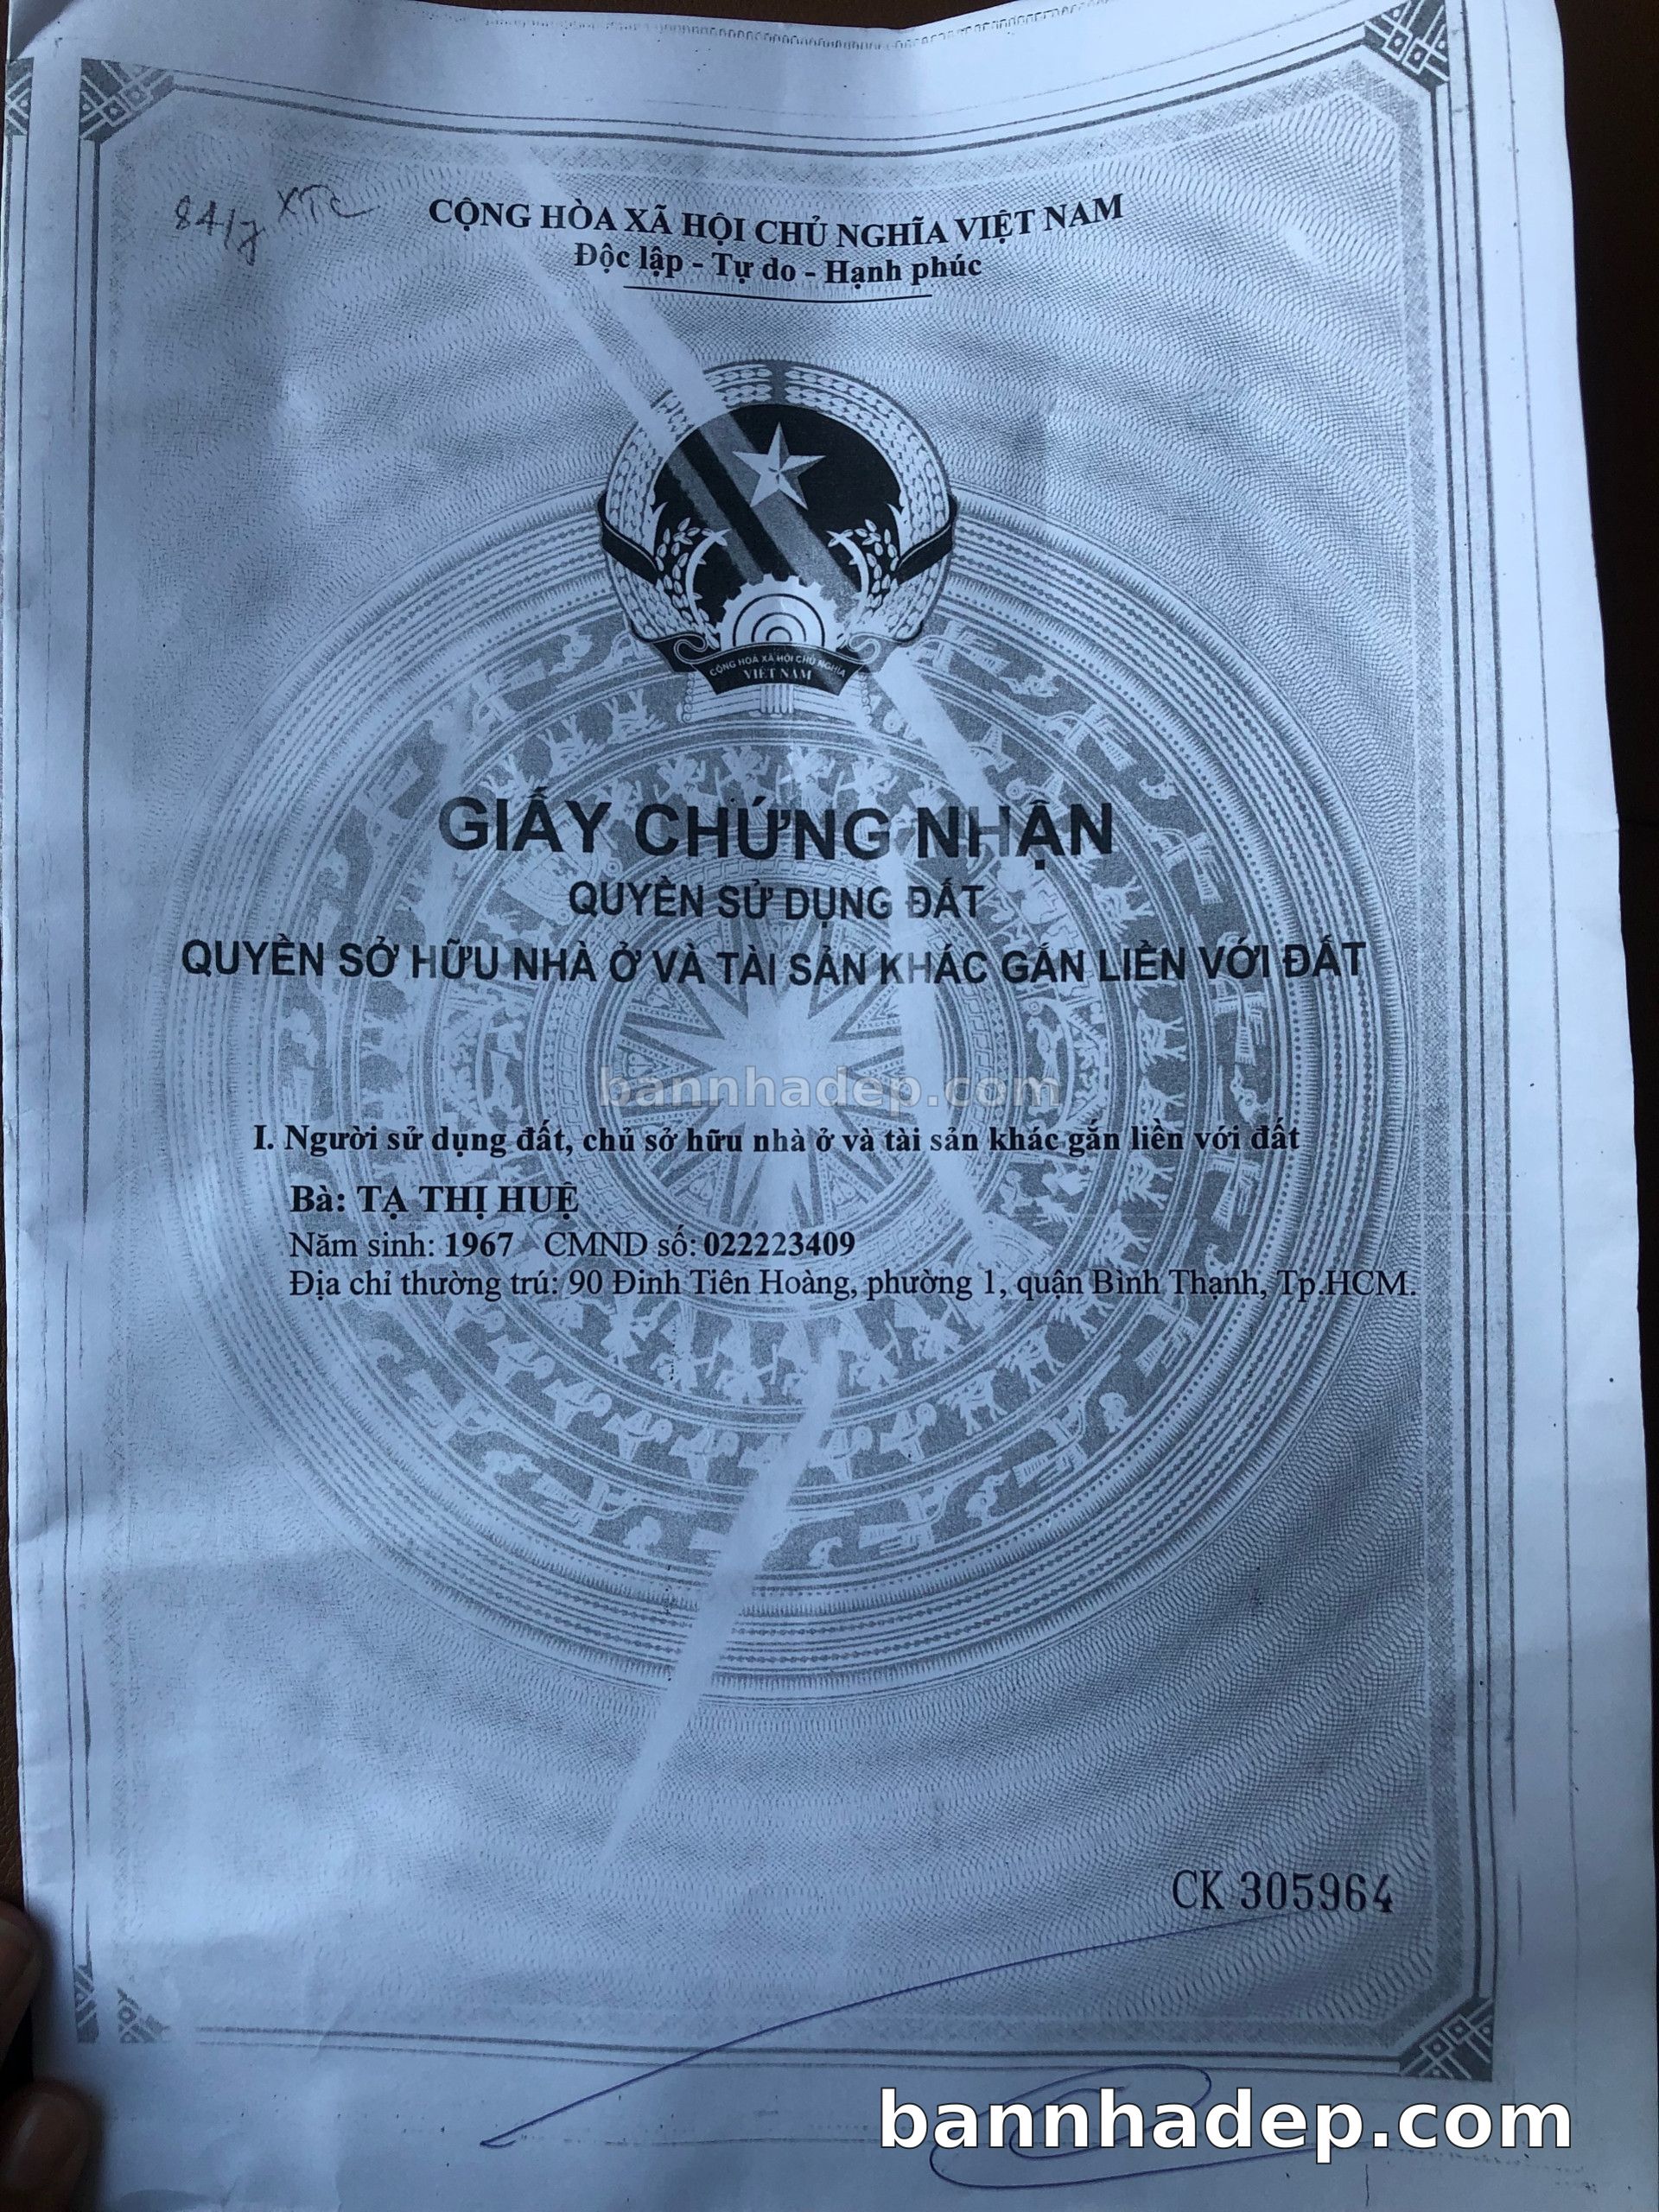 84/7 XTC
CỘNG HÒA XÃ HỘI CHỦ NGHĨA VIỆT NAM
Độc lập - Tự do - Hạnh phúc
CỘNG HOÀ XÃ HỘI CHỦ NGHĨA
VIỆT NAM
GIẤY CHỨNG NHẬN
QUYỀN SỬ DỤNG ĐẤT
QUYỀN SỞ HỮU NHÀ Ở VÀ TÀI SẢN KHÁC GẮN LIỀN VỚI ĐẤT
bannhadep.com
I. Người sử dụng đất, chủ sở hữu nhà ở và tài sản khác gắn liền với đất
Bà: TẠ THỊ HUỆ
Năm sinh: 1967 CMND số: 022223409
Địa chỉ thường trú: 90 Đinh Tiên Hoàng, phường 1, quận Bình Thạnh, Tp.HCM.
CK 305964
bannhadep.com